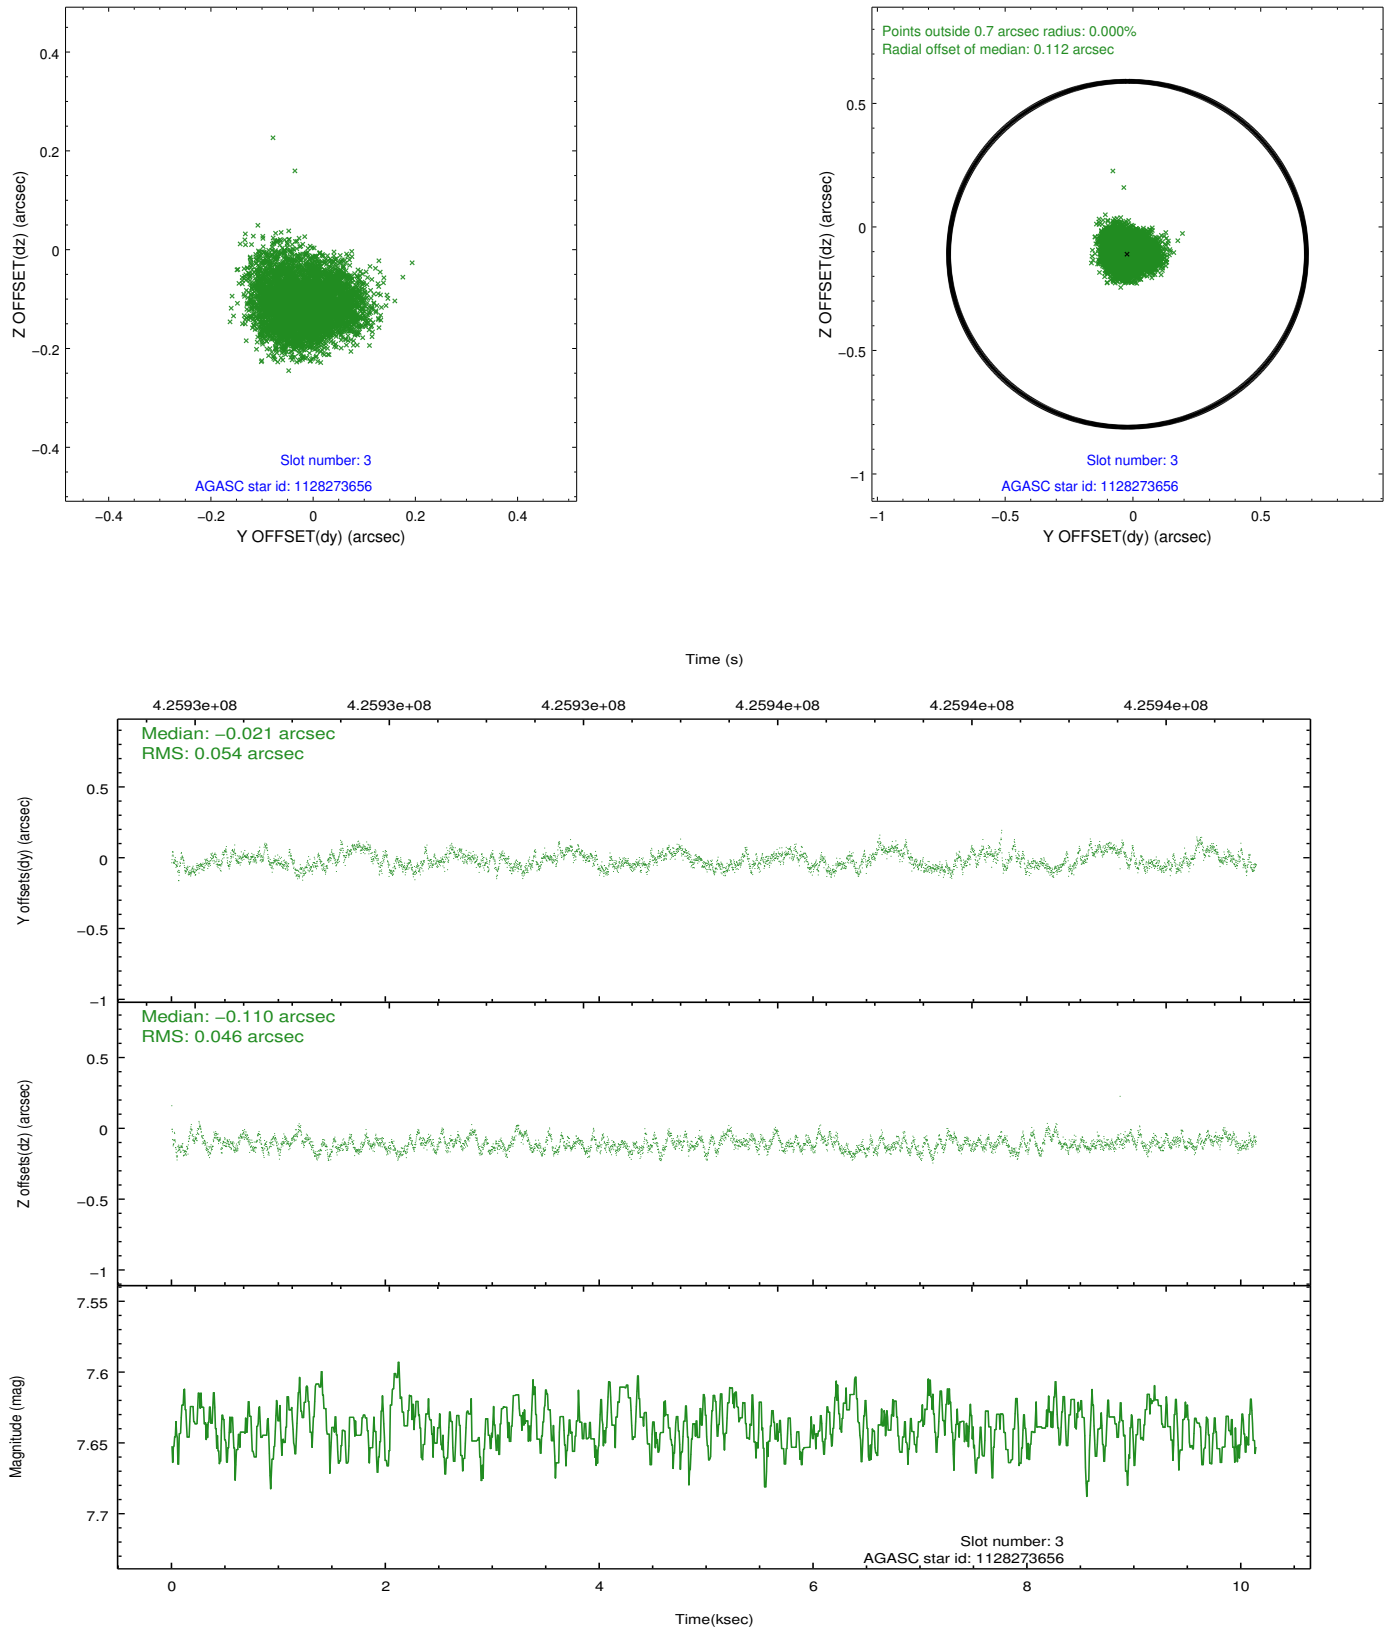 0.4
0.2
0
−0.2
−0.4
Z OFFSET(dz) (arcsec)
Slot number: 3
AGASC star id: 1128273656
−0.4 −0.2 0 0.2 0.4
Y OFFSET(dy) (arcsec)
Points outside 0.7 arcsec radius: 0.000%
Radial offset of median: 0.112 arcsec
0.5
0
−0.5
−1
Z OFFSET(dz) (arcsec)
Slot number: 3
AGASC star id: 1128273656
−1 −0.5 0 0.5
Y OFFSET(dy) (arcsec)
Time (s)
4.2593e+08 4.2593e+08 4.2593e+08 4.2594e+08 4.2594e+08 4.2594e+08
Median: −0.021 arcsec
RMS: 0.054 arcsec
0.5
0
−0.5
−1
Y offsets(dy) (arcsec)
Median: −0.110 arcsec
RMS: 0.046 arcsec
0.5
0
−0.5
−1
Z offsets(dz) (arcsec)
7.55
7.6
7.65
7.7
Magnitude (mag)
Slot number: 3
AGASC star id: 1128273656
0 2 4 6 8 10
Time(ksec)